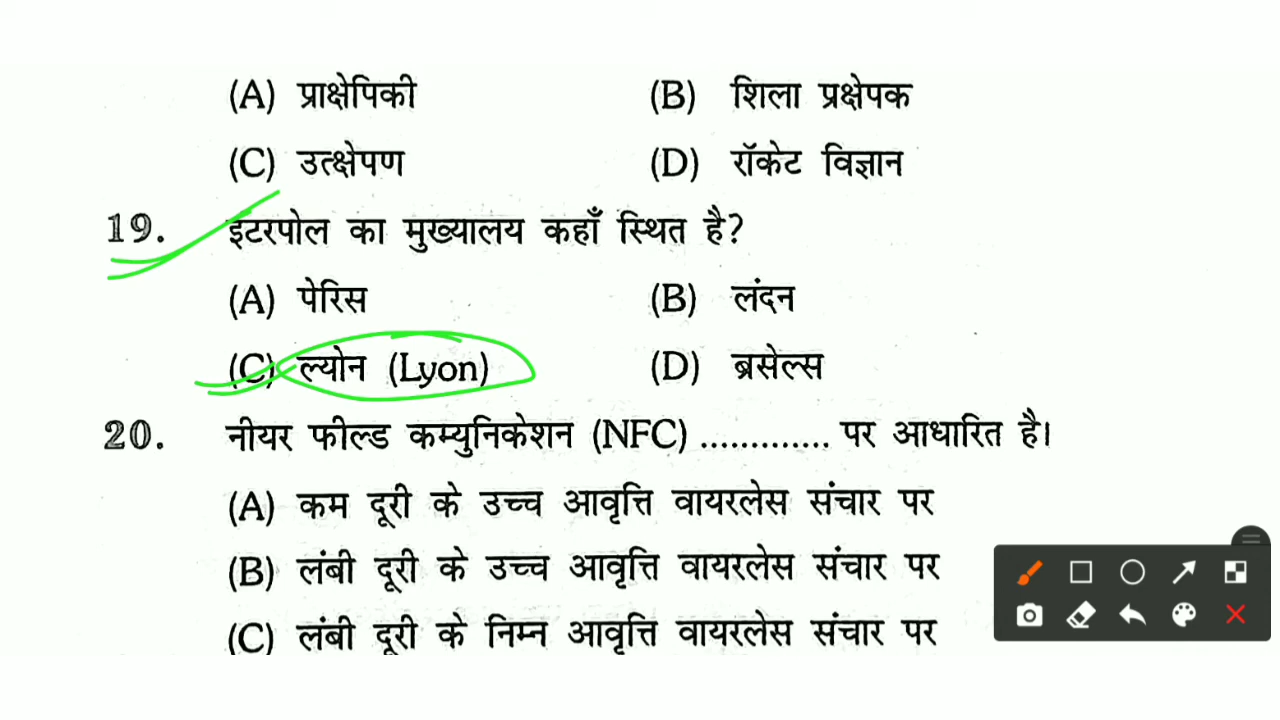 (A) प्राक्षेपिकी (B) शिला प्रक्षेपक
(C) उत्क्षेपण (D) रॉकेट विज्ञान
19. इंटरपोल का मुख्यालय कहाँ स्थित है?
(A) पेरिस (B) लंदन
(C) ल्योन (Lyon) (D) ब्रसेल्स
20. नीयर फील्ड कम्युनिकेशन (NFC) ............. पर आधारित है।
(A) कम दूरी के उच्च आवृत्ति वायरलेस संचार पर
(B) लंबी दूरी के उच्च आवृत्ति वायरलेस संचार पर
(C) लंबी दूरी के निम्न आवृत्ति वायरलेस संचार पर